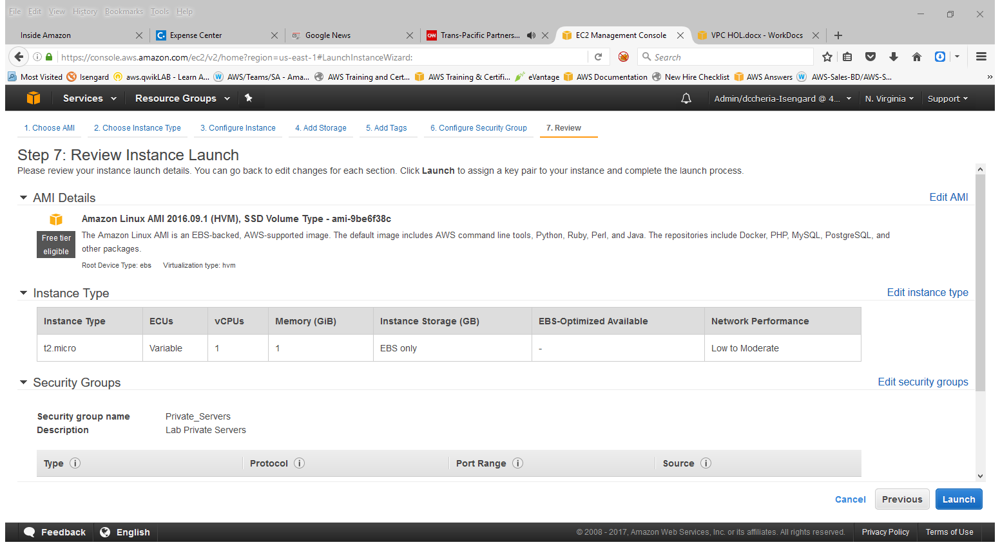 File Edit View History Bookmarks Tools Help
Inside Amazon
C. Expense Center
Google News
CNN Trans-Pacific Partners...
EC2 Management Console
VPC HOL.docx - WorkDocs
https://console.aws.amazon.com/ec2/v2/home?region=us-east-1#LaunchInstanceWizard:
Search
Most Visited Isengard aws.qwikLAB - Learn A... W AWS/Teams/SA - Ama... AWS Training and Cert... AWS Training & Certifi... eVantage AWS Documentation New Hire Checklist AWS Answers W AWS-Sales-BD/AWS-S...
Services Resource Groups Admin/dccheria-Isengard @ 4... N. Virginia Support
1. Choose AMI 2. Choose Instance Type 3. Configure Instance 4. Add Storage 5. Add Tags 6. Configure Security Group 7. Review
Step 7: Review Instance Launch
Please review your instance launch details. You can go back to edit changes for each section. Click Launch to assign a key pair to your instance and complete the launch process.
AMI Details Edit AMI
Amazon Linux AMI 2016.09.1 (HVM), SSD Volume Type - ami-9be6f38c
Free tier eligible
The Amazon Linux AMI is an EBS-backed, AWS-supported image. The default image includes AWS command line tools, Python, Ruby, Perl, and Java. The repositories include Docker, PHP, MySQL, PostgreSQL, and
other packages.
Root Device Type: ebs Virtualization type: hvm
Instance Type Edit instance type
Instance Type ECUs vCPUs Memory (GiB) Instance Storage (GB) EBS-Optimized Available Network Performance
t2.micro Variable 1 1 EBS only - Low to Moderate
Security Groups Edit security groups
Security group name Private_Servers
Description Lab Private Servers
Type i Protocol i Port Range i Source i
Cancel Previous Launch
Feedback English © 2008 - 2017, Amazon Web Services, Inc. or its affiliates. All rights reserved. Privacy Policy Terms of Use